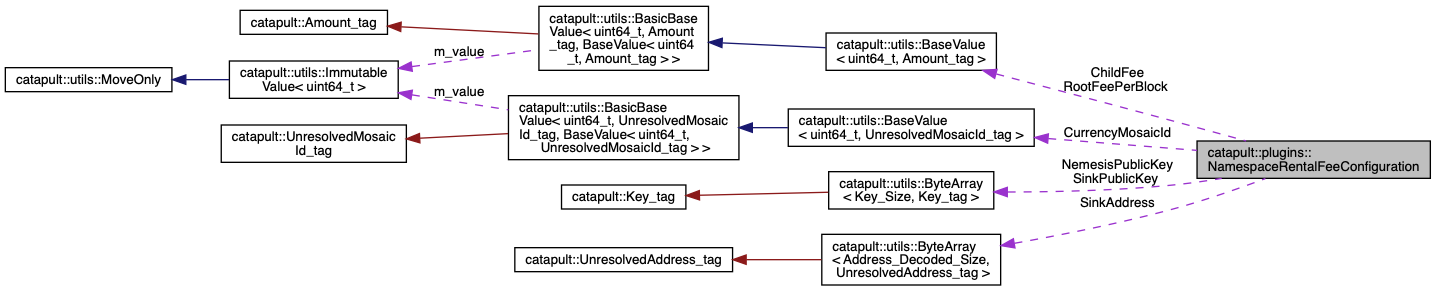 catapult::Amount_tag
catapult::utils::BasicBase
Value< uint64_t, Amount
_tag, BaseValue< uint64
_t, Amount_tag > >
catapult::utils::BaseValue
< uint64_t, Amount_tag >
m_value
catapult::utils::MoveOnly
catapult::utils::Immutable
Value< uint64_t >
ChildFee
RootFeePerBlock
m_value
catapult::utils::BasicBase
Value< uint64_t, UnresolvedMosaic
Id_tag, BaseValue< uint64_t,
UnresolvedMosaicId_tag > >
catapult::utils::BaseValue
< uint64_t, UnresolvedMosaicId_tag >
CurrencyMosaicId
catapult::UnresolvedMosaic
Id_tag
catapult::plugins::
NamespaceRentalFeeConfiguration
NemesisPublicKey
SinkPublicKey
catapult::Key_tag
catapult::utils::ByteArray
< Key_Size, Key_tag >
SinkAddress
catapult::UnresolvedAddress_tag
catapult::utils::ByteArray
< Address_Decoded_Size,
UnresolvedAddress_tag >